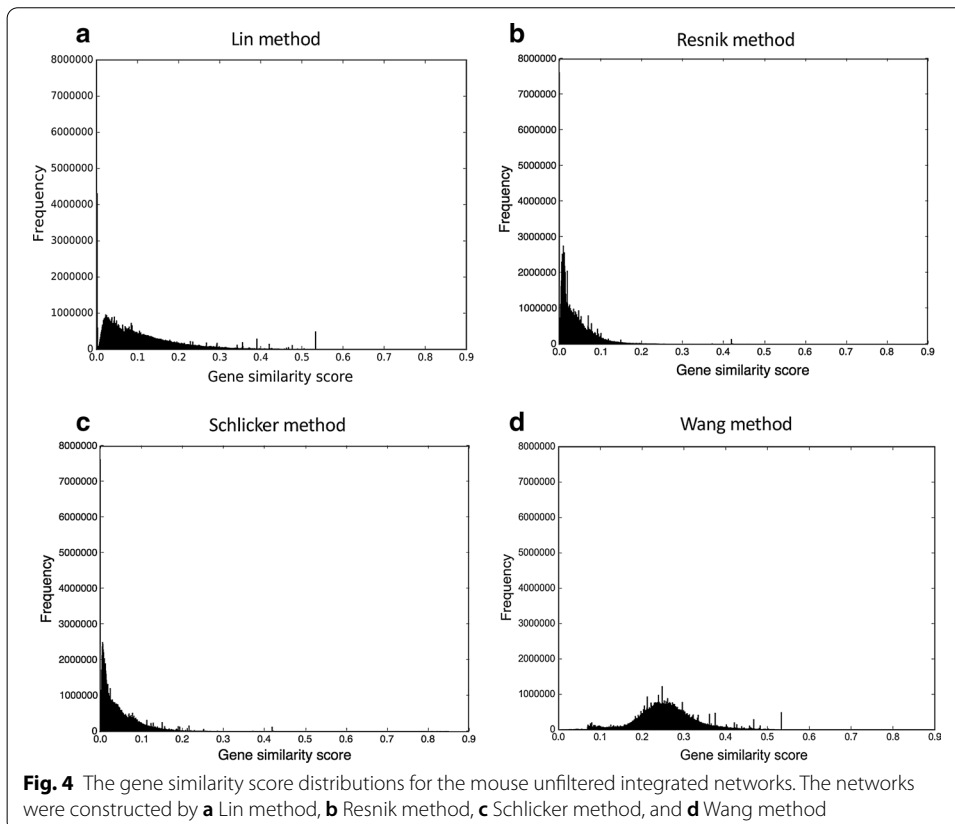 a
Lin method
8000000
7000000
6000000
5000000
4000000
3000000
2000000
1000000
0
Frequency
0.0 0.1 0.2 0.3 0.4 0.5 0.6 0.7 0.8 0.9
Gene similarity score
b
Resnik method
8000000
7000000
6000000
5000000
4000000
3000000
2000000
1000000
0
Frequency
0.0 0.1 0.2 0.3 0.4 0.5 0.6 0.7 0.8 0.9
Gene similarity score
c
Schlicker method
8000000
7000000
6000000
5000000
4000000
3000000
2000000
1000000
0
Frequency
0.0 0.1 0.2 0.3 0.4 0.5 0.6 0.7 0.8 0.9
Gene similarity score
d
Wang method
8000000
7000000
6000000
5000000
4000000
3000000
2000000
1000000
0
Frequency
0.0 0.1 0.2 0.3 0.4 0.5 0.6 0.7 0.8 0.9
Gene similarity score
Fig. 4 The gene similarity score distributions for the mouse unfiltered integrated networks. The networks
were constructed by a Lin method, b Resnik method, c Schlicker method, and d Wang method